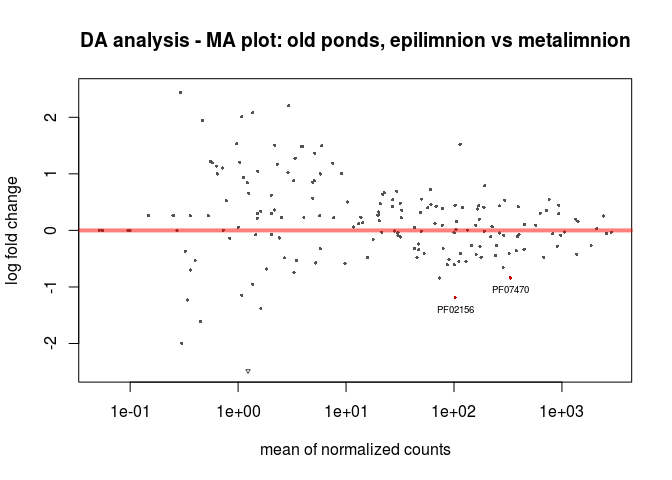 DA analysis - MA plot: old ponds, epilimnion vs metalimnion
log fold change
2
1
0
-1
-2
PF07470
PF02156
1e-01 1e+00 1e+01 1e+02 1e+03
mean of normalized counts